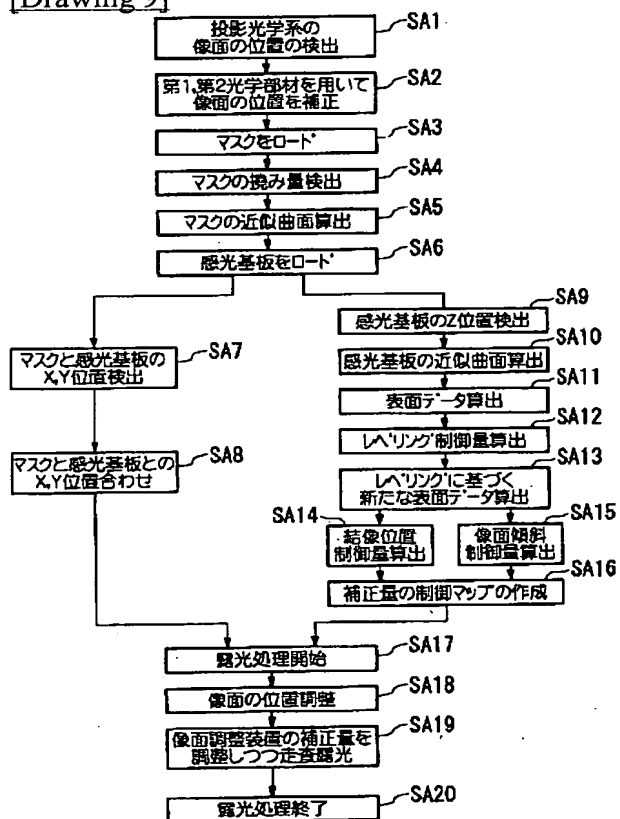 [Drawing 9]
投影光学系の
像面の位置の検出
SA1
第1,第2光学部材を用いて
像面の位置を補正
SA2
マスクをロード
SA3
マスクの撓み量検出
SA4
マスクの近似曲面算出
SA5
感光基板をロード
SA6
マスクと感光基板の
X,Y位置検出
SA7
マスクと感光基板との
X,Y位置合わせ
SA8
感光基板のZ位置検出
SA9
感光基板の近似曲面算出
SA10
表面データ算出
SA11
レベリング制御量算出
SA12
レベリングに基づく
新たな表面データ算出
SA13
SA14
結像位置
制御量算出
像面傾斜
制御量算出
SA15
補正量の制御マップの作成
SA16
露光処理開始
SA17
像面の位置調整
SA18
像面調整装置の補正量を
調整しつつ走査露光
SA19
露光処理終了
SA20